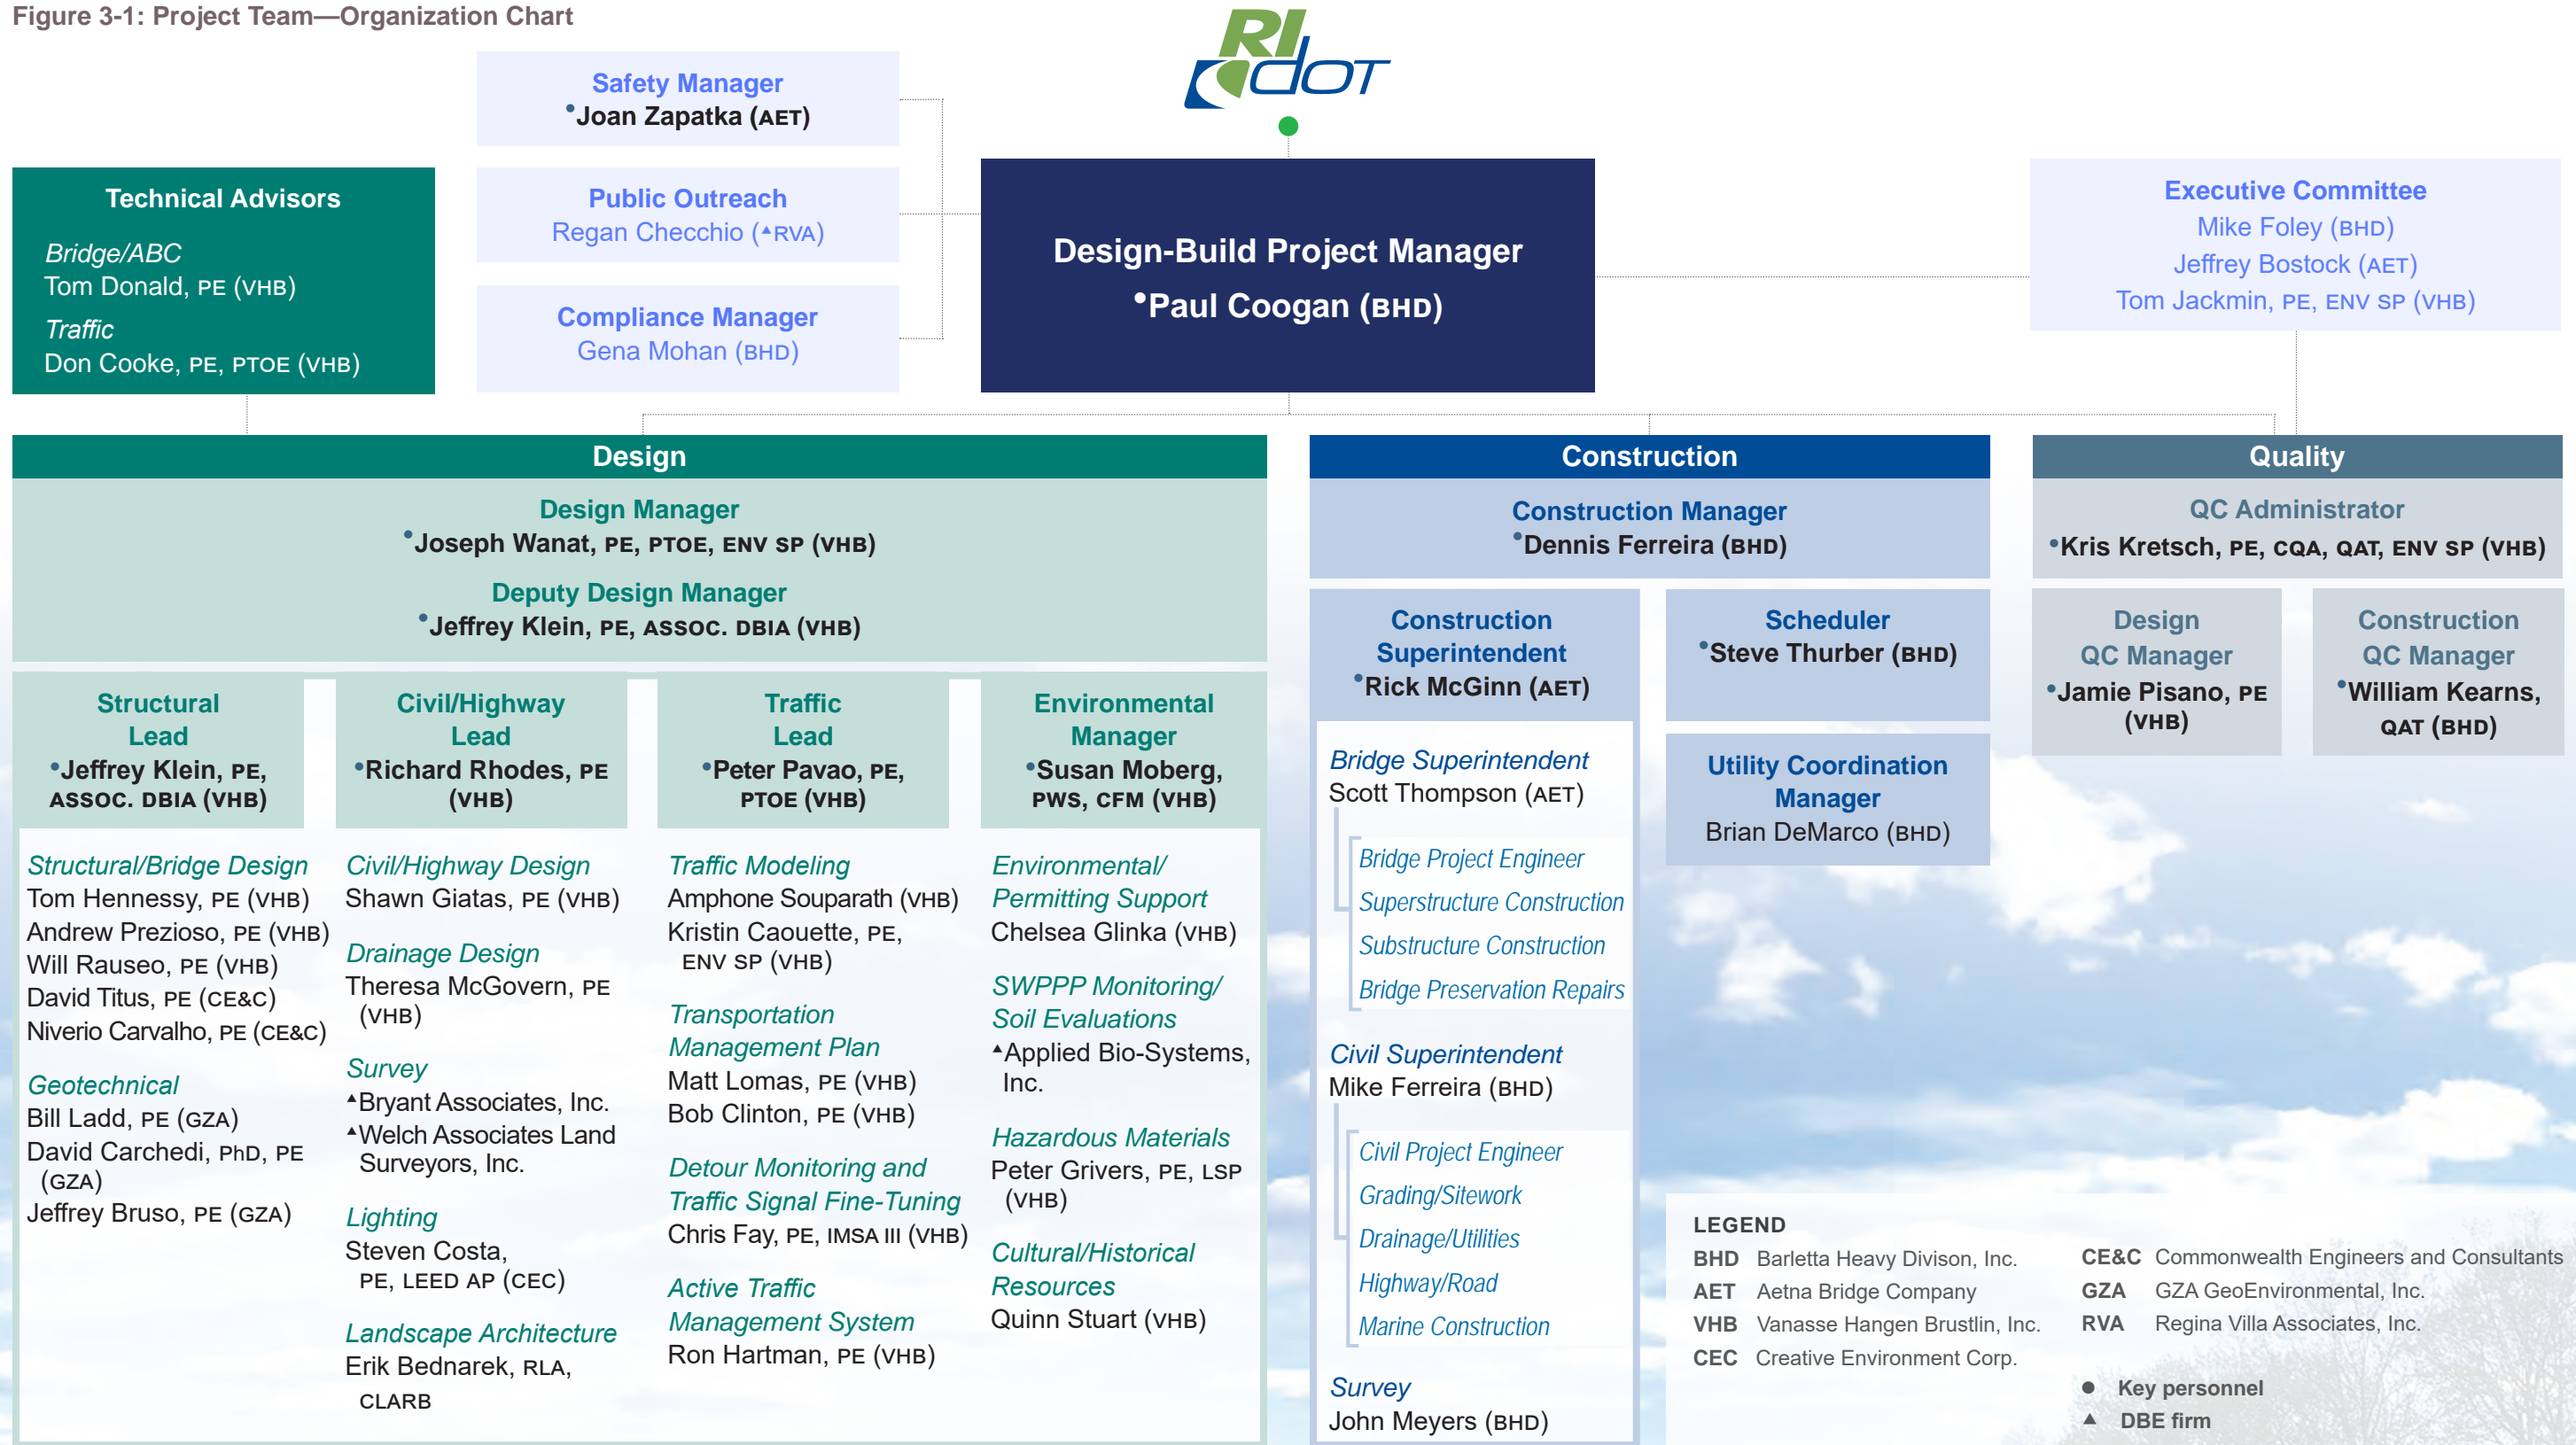 Figure 3-1: Project Team—Organization Chart
RI
dot
Safety Manager
•Joan Zapatka (AET)
Public Outreach
Regan Checchio (▲RVA)
Compliance Manager
Gena Mohan (BHD)
Technical Advisors
Bridge/ABC
Tom Donald, PE (VHB)
Traffic
Don Cooke, PE, PTOE (VHB)
Design-Build Project Manager
•Paul Coogan (BHD)
Executive Committee
Mike Foley (BHD)
Jeffrey Bostock (AET)
Tom Jackmin, PE, ENV SP (VHB)
Design
Design Manager
•Joseph Wanat, PE, PTOE, ENV SP (VHB)
Deputy Design Manager
•Jeffrey Klein, PE, ASSOC. DBIA (VHB)
Structural
Lead
•Jeffrey Klein, PE,
ASSOC. DBIA (VHB)
Structural/Bridge Design
Tom Hennessy, PE (VHB)
Andrew Prezioso, PE (VHB)
Will Rauseo, PE (VHB)
David Titus, PE (CE&C)
Niverio Carvalho, PE (CE&C)
Geotechnical
Bill Ladd, PE (GZA)
David Carchedi, PhD, PE
(GZA)
Jeffrey Bruso, PE (GZA)
Civil/Highway
Lead
•Richard Rhodes, PE
(VHB)
Civil/Highway Design
Shawn Giatas, PE (VHB)
Drainage Design
Theresa McGovern, PE
(VHB)
Survey
▲Bryant Associates, Inc.
▲Welch Associates Land
Surveyors, Inc.
Lighting
Steven Costa,
PE, LEED AP (CEC)
Landscape Architecture
Erik Bednarek, RLA,
CLARB
Traffic
Lead
•Peter Pavao, PE,
PTOE (VHB)
Traffic Modeling
Amphone Souparath (VHB)
Kristin Caouette, PE,
ENV SP (VHB)
Transportation
Management Plan
Matt Lomas, PE (VHB)
Bob Clinton, PE (VHB)
Detour Monitoring and
Traffic Signal Fine-Tuning
Chris Fay, PE, IMSA III (VHB)
Active Traffic
Management System
Ron Hartman, PE (VHB)
Environmental
Manager
•Susan Moberg,
PWS, CFM (VHB)
Environmental/
Permitting Support
Chelsea Glinka (VHB)
SWPPP Monitoring/
Soil Evaluations
▲Applied Bio-Systems,
Inc.
Hazardous Materials
Peter Grivers, PE, LSP
(VHB)
Cultural/Historical
Resources
Quinn Stuart (VHB)
Construction
Construction Manager
•Dennis Ferreira (BHD)
Construction
Superintendent
•Rick McGinn (AET)
Bridge Superintendent
Scott Thompson (AET)
Bridge Project Engineer
Superstructure Construction
Substructure Construction
Bridge Preservation Repairs
Civil Superintendent
Mike Ferreira (BHD)
Civil Project Engineer
Grading/Sitework
Drainage/Utilities
Highway/Road
Marine Construction
Survey
John Meyers (BHD)
Scheduler
•Steve Thurber (BHD)
Utility Coordination
Manager
Brian DeMarco (BHD)
Quality
QC Administrator
•Kris Kretsch, PE, CQA, QAT, ENV SP (VHB)
Design
QC Manager
•Jamie Pisano, PE
(VHB)
Construction
QC Manager
•William Kearns,
QAT (BHD)
LEGEND
BHD Barletta Heavy Divison, Inc.
AET Aetna Bridge Company
VHB Vanasse Hangen Brustlin, Inc.
CEC Creative Environment Corp.
CE&C Commonwealth Engineers and Consultants
GZA GZA GeoEnvironmental, Inc.
RVA Regina Villa Associates, Inc.
● Key personnel
▲ DBE firm